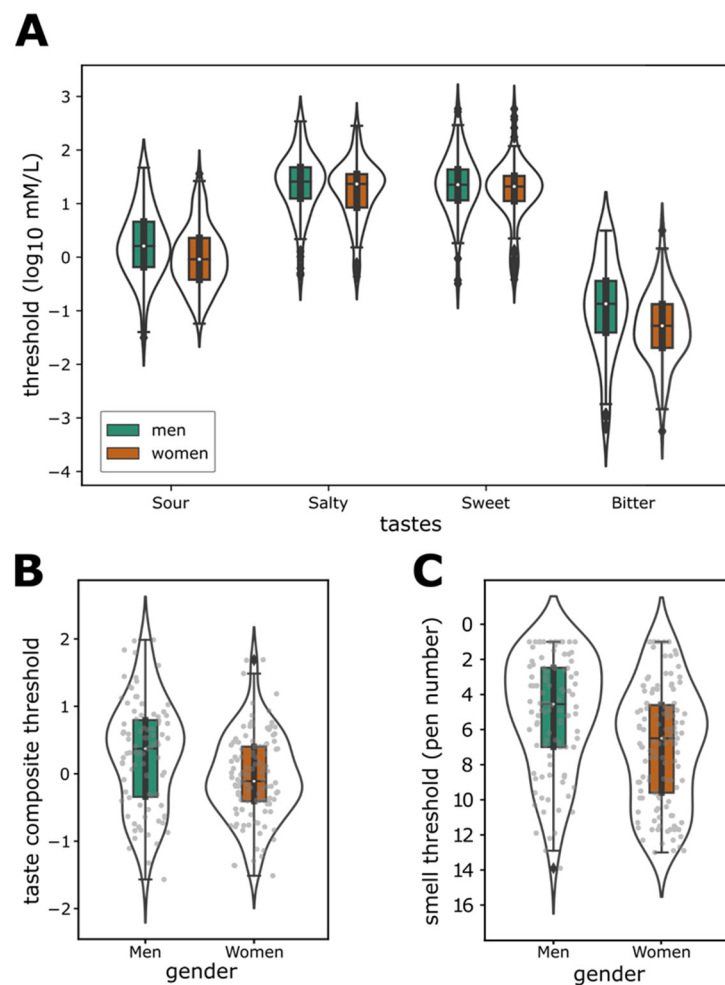 A
threshold (log10 mM/L)
3
2
1
0
−1
−2
−3
−4
men
women
Sour Salty Sweet Bitter
tastes
B
taste composite threshold
2
1
0
−1
−2
Men Women
gender
C
smell threshold (pen number)
0
2
4
6
8
10
12
14
16
Men Women
gender